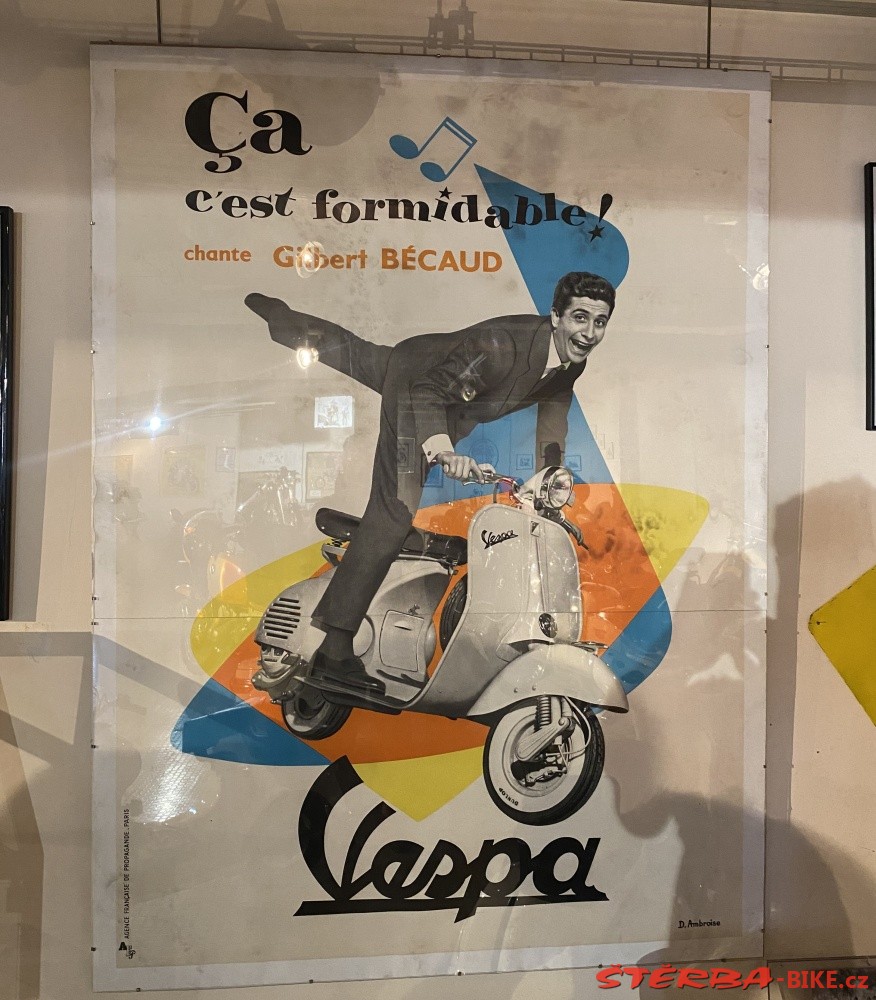 Ça
c'est formidable!
chante Gilbert BÉCAUD
Vespa
Vespa
AGENCE FRANÇAISE DE PROPAGANDE. PARIS
D. Ambroise
ŠTĚRBA-BIKE.cz